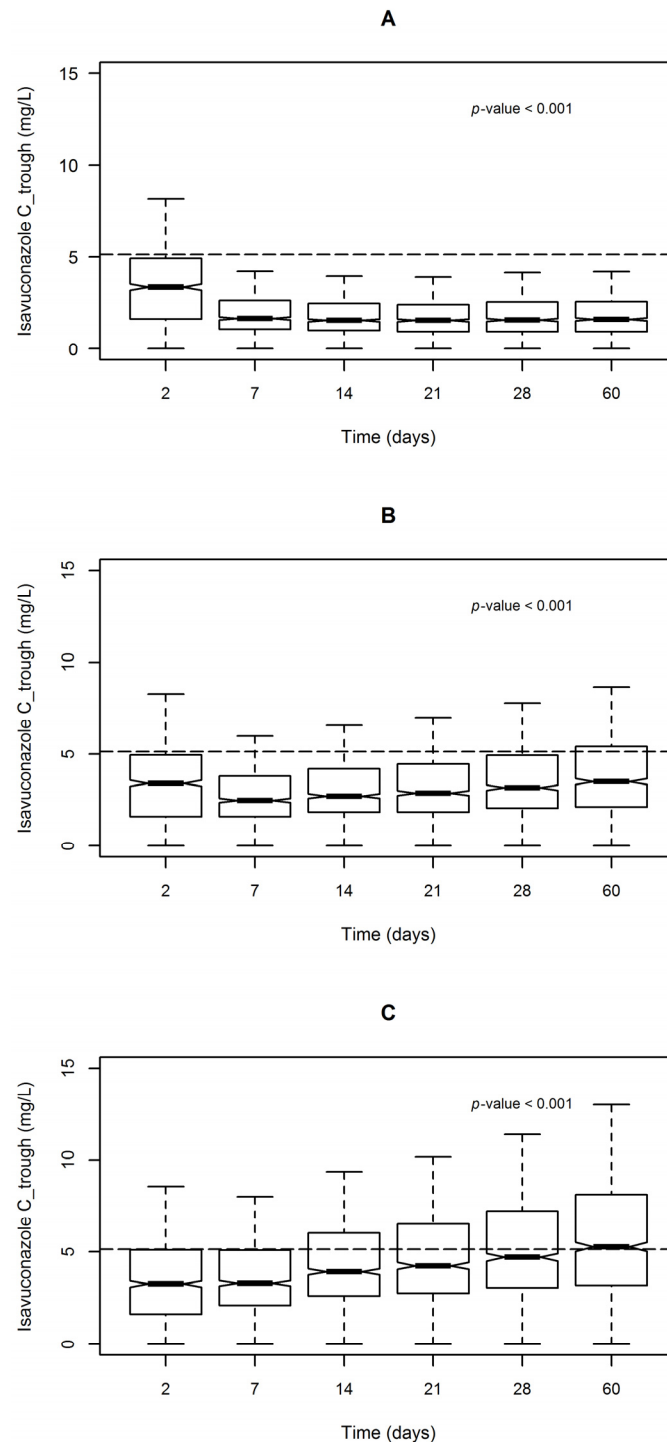 A
Isavuconazole C_trough (mg/L)
15
10
5
0
p-value < 0.001
2 7 14 21 28 60
Time (days)
B
Isavuconazole C_trough (mg/L)
15
10
5
0
p-value < 0.001
2 7 14 21 28 60
Time (days)
C
Isavuconazole C_trough (mg/L)
15
10
5
0
p-value < 0.001
2 7 14 21 28 60
Time (days)